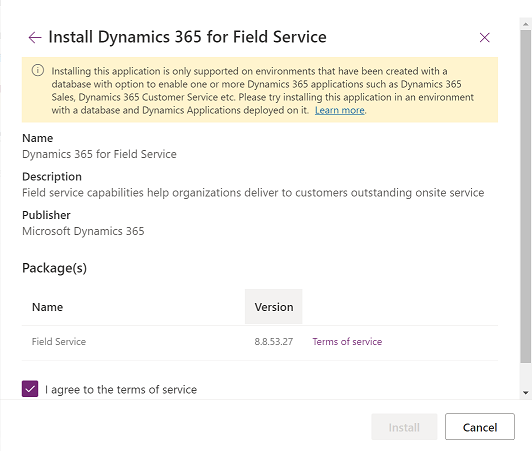 Install Dynamics 365 for Field Service
Installing this application is only supported on environments that have been created with a
database with option to enable one or more Dynamics 365 applications such as Dynamics 365
Sales, Dynamics 365 Customer Service etc. Please try installing this application in an environment
with a database and Dynamics Applications deployed on it. Learn more.
Name
Dynamics 365 for Field Service
Description
Field service capabilities help organizations deliver to customers outstanding onsite service
Publisher
Microsoft Dynamics 365
Package(s)
Name Version
Field Service 8.8.53.27 Terms of service
I agree to the terms of service
Install Cancel